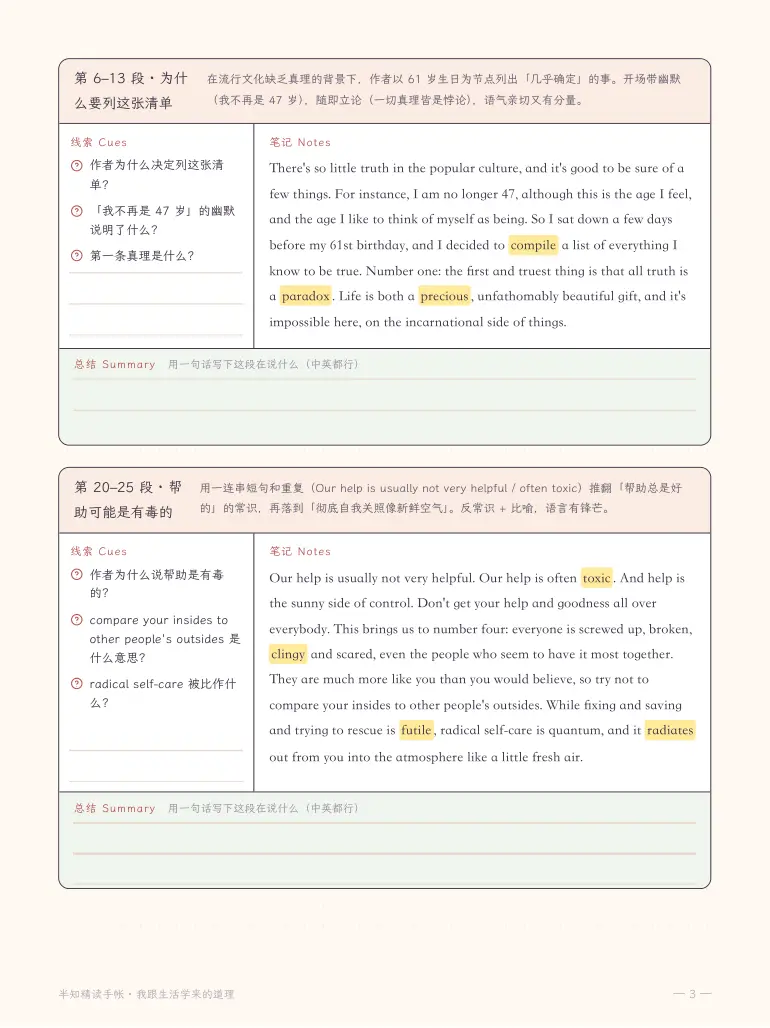 第 6–13 段·为什
么要列这张清单
在流行文化缺乏真理的背景下，作者以 61 岁生日为节点列出「几乎确定」的事。开场带幽默
（我不再是 47 岁），随即立论（一切真理皆是悖论），语气亲切又有分量。
线索 Cues
作者为什么决定列这张清
单？
「我不再是 47 岁」的幽默
说明了什么？
第一条真理是什么？
笔记 Notes
There's so little truth in the popular culture, and it's good to be sure of a
few things. For instance, I am no longer 47, although this is the age I feel,
and the age I like to think of myself as being. So I sat down a few days
before my 61st birthday, and I decided to compile a list of everything I
know to be true. Number one: the first and truest thing is that all truth is
a paradox. Life is both a precious, unfathomably beautiful gift, and it's
impossible here, on the incarnational side of things.
总结 Summary 用一句话写下这段在说什么（中英都行）
第 20–25 段·帮
助可能是有毒的
用一连串短句和重复（Our help is usually not very helpful / often toxic）推翻「帮助总是好
的」的常识，再落到「彻底自我关照像新鲜空气」。反常识 + 比喻，语言有锋芒。
线索 Cues
作者为什么说帮助是有毒
的？
compare your insides to
other people's outsides 是
什么意思？
radical self-care 被比作什
么？
笔记 Notes
Our help is usually not very helpful. Our help is often toxic. And help is
the sunny side of control. Don't get your help and goodness all over
everybody. This brings us to number four: everyone is screwed up, broken,
clingy and scared, even the people who seem to have it most together.
They are much more like you than you would believe, so try not to
compare your insides to other people's outsides. While fixing and saving
and trying to rescue is futile, radical self-care is quantum, and it radiates
out from you into the atmosphere like a little fresh air.
总结 Summary 用一句话写下这段在说什么（中英都行）
半知精读手帐·我跟生活学来的道理
— 3 —